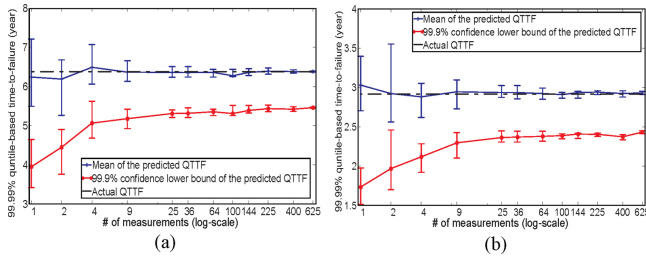 99.99% quntile-based time-to-failure (year)
8
7
6
5
4
3
Mean of the predicted QTTF
99.9% confidence lower bound of the predicted QTTF
Actual QTTF
1 2 4 9 25 36 64 100 144 225 400 625
# of measurements (log-scale)
(a)
99.99% quntile-based time-to-failure (year)
4
3.5
3
2.5
2
1.5
Mean of the predicted QTTF
99.9% confidence lower bound of the predicted QTTF
Actual QTTF
1 2 4 9 25 36 64 100 144 225 400 625
# of measurements (log-scale)
(b)